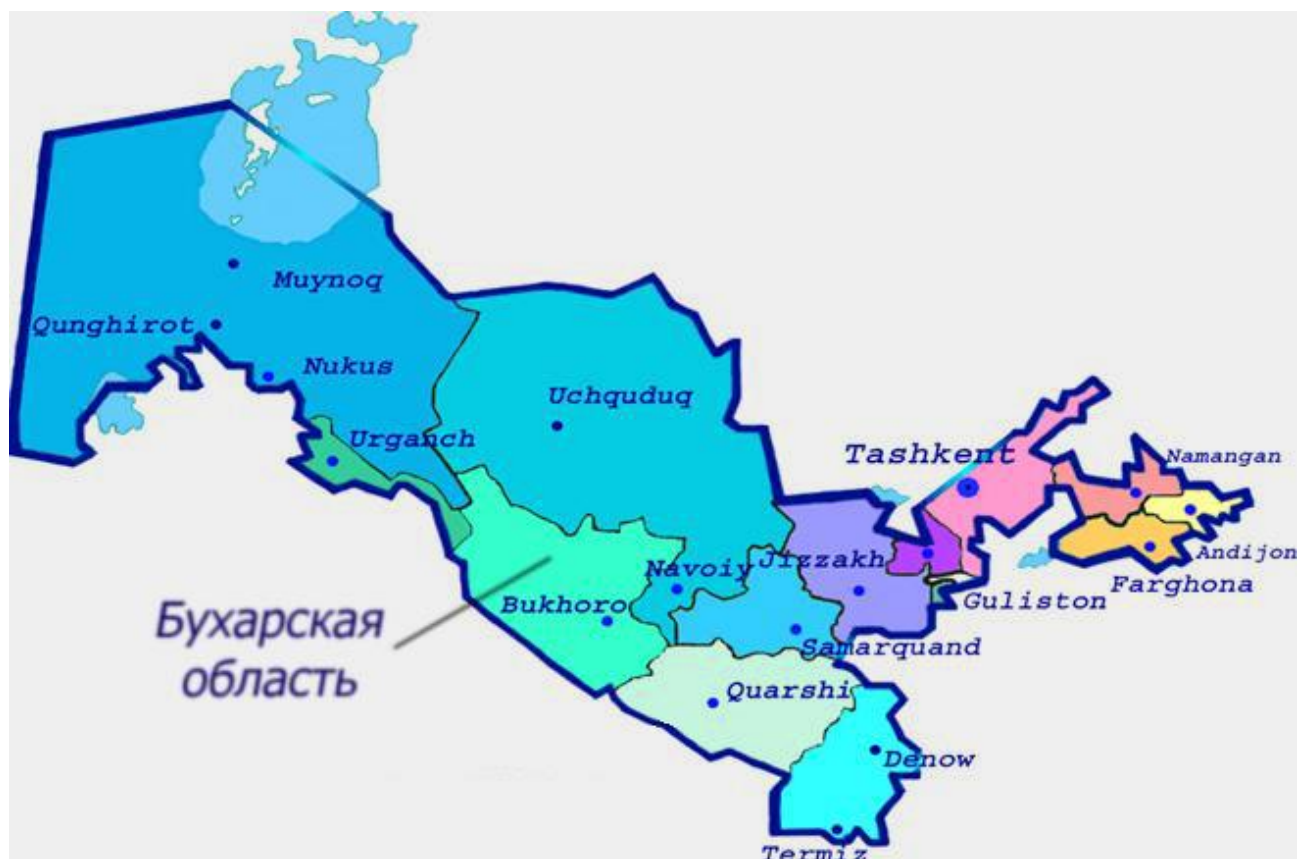 Muynoq
Qunghirot
Nukus
Uchquduq
Urganch
Tashkent
Namangan
Andijon
Farghona
Jizzakh
Navoiy
Guliston
Bukhoro
Бухарская
область
Samarquand
Quarshi
Denow
Termiz